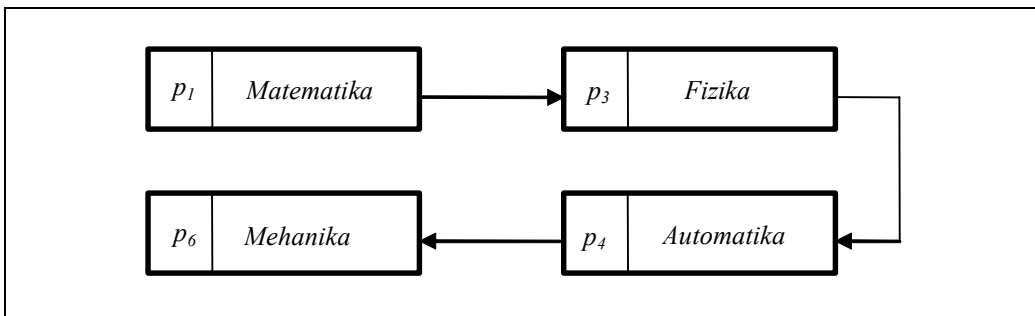 p₁ Matematika
p₃ Fizika
p₆ Mehanika
p₄ Automatika